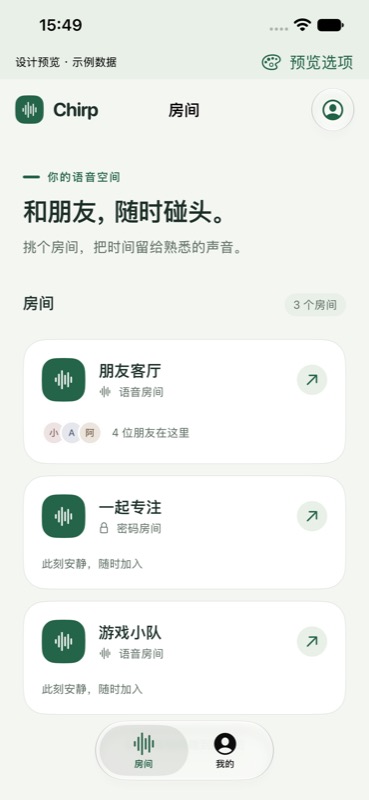 15:49
设计预览 · 示例数据
预览选项
Chirp
房间
你的语音空间
和朋友，随时碰头。
挑个房间，把时间留给熟悉的声音。
房间
3 个房间
朋友客厅
语音房间
小 A 阿
4 位朋友在这里
一起专注
密码房间
此刻安静，随时加入
游戏小队
语音房间
此刻安静，随时加入
房间
我的